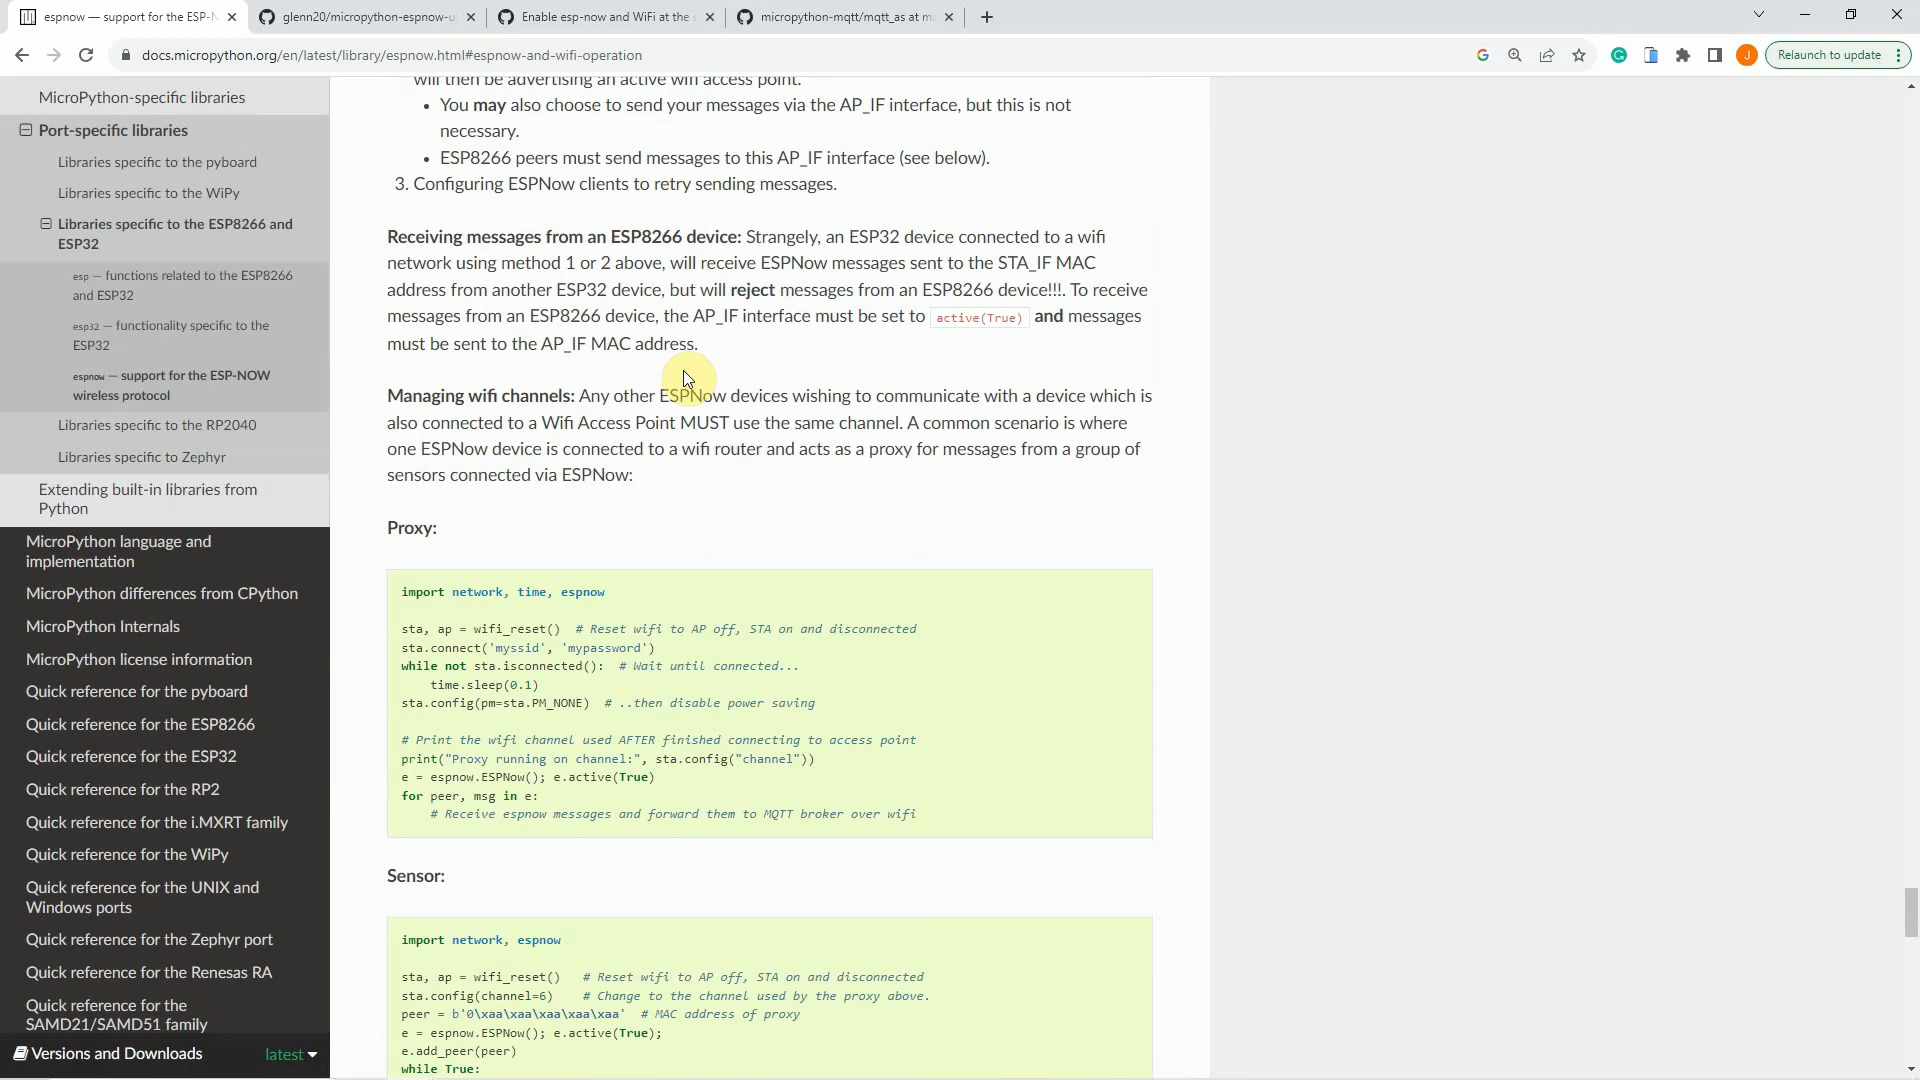 espnow — support for the ESP-N
glenn20/micropython-espnow-u
Enable esp-now and WiFi at the s
micropython-mqtt/mqtt_as at m
docs.micropython.org/en/latest/library/espnow.html#espnow-and-wifi-operation
J
Relaunch to update
MicroPython-specific libraries
Port-specific libraries
Libraries specific to the pyboard
Libraries specific to the WiPy
Libraries specific to the ESP8266 and
ESP32
esp — functions related to the ESP8266
and ESP32
esp32 — functionality specific to the
ESP32
espnow — support for the ESP-NOW
wireless protocol
Libraries specific to the RP2040
Libraries specific to Zephyr
Extending built-in libraries from
Python
MicroPython language and
implementation
MicroPython differences from CPython
MicroPython Internals
MicroPython license information
Quick reference for the pyboard
Quick reference for the ESP8266
Quick reference for the ESP32
Quick reference for the RP2
Quick reference for the i.MXRT family
Quick reference for the WiPy
Quick reference for the UNIX and
Windows ports
Quick reference for the Zephyr port
Quick reference for the Renesas RA
Quick reference for the
SAMD21/SAMD51 family
Versions and Downloads
latest
will then be advertising an active wifi access point.
• You may also choose to send your messages via the AP_IF interface, but this is not
necessary.
• ESP8266 peers must send messages to this AP_IF interface (see below).
3. Configuring ESPNow clients to retry sending messages.
Receiving messages from an ESP8266 device: Strangely, an ESP32 device connected to a wifi
network using method 1 or 2 above, will receive ESPNow messages sent to the STA_IF MAC
address from another ESP32 device, but will reject messages from an ESP8266 device!!!. To receive
messages from an ESP8266 device, the AP_IF interface must be set to active(True) and messages
must be sent to the AP_IF MAC address.
Managing wifi channels: Any other ESPNow devices wishing to communicate with a device which is
also connected to a Wifi Access Point MUST use the same channel. A common scenario is where
one ESPNow device is connected to a wifi router and acts as a proxy for messages from a group of
sensors connected via ESPNow:
Proxy:
import network, time, espnow
sta, ap = wifi_reset()  # Reset wifi to AP off, STA on and disconnected
sta.connect('myssid', 'mypassword')
while not sta.isconnected():  # Wait until connected...
    time.sleep(0.1)
sta.config(pm=sta.PM_NONE)  # ..then disable power saving
# Print the wifi channel used AFTER finished connecting to access point
print("Proxy running on channel:", sta.config("channel"))
e = espnow.ESPNow(); e.active(True)
for peer, msg in e:
    # Receive espnow messages and forward them to MQTT broker over wifi
Sensor:
import network, espnow
sta, ap = wifi_reset()   # Reset wifi to AP off, STA on and disconnected
sta.config(channel=6)    # Change to the channel used by the proxy above.
peer = b'0\xaa\xaa\xaa\xaa\xaa'  # MAC address of proxy
e = espnow.ESPNow(); e.active(True);
e.add_peer(peer)
while True: